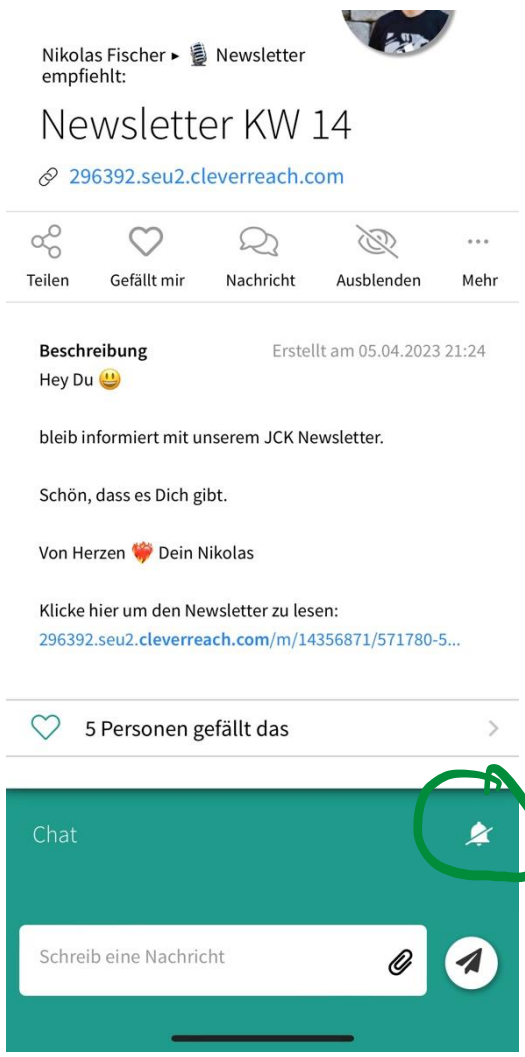 Nikolas Fischer ▸ 🎙️ Newsletter
empfiehlt:
Newsletter KW 14
296392.seu2.cleverreach.com
Teilen Gefällt mir Nachricht Ausblenden Mehr
Beschreibung Erstellt am 05.04.2023 21:24
Hey Du 😃
bleib informiert mit unserem JCK Newsletter.
Schön, dass es Dich gibt.
Von Herzen ❤️‍🔥 Dein Nikolas
Klicke hier um den Newsletter zu lesen:
296392.seu2.cleverreach.com/m/14356871/571780-5...
5 Personen gefällt das
Chat
Schreib eine Nachricht